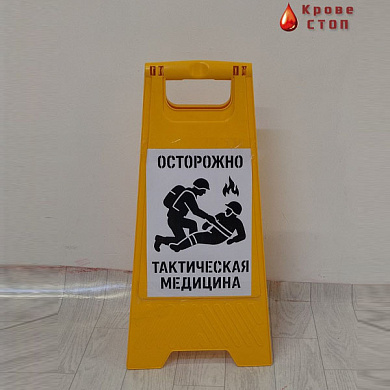 Крове
стоп
ОСТОРОЖНО
ТАКТИЧЕСКАЯ
МЕДИЦИНА